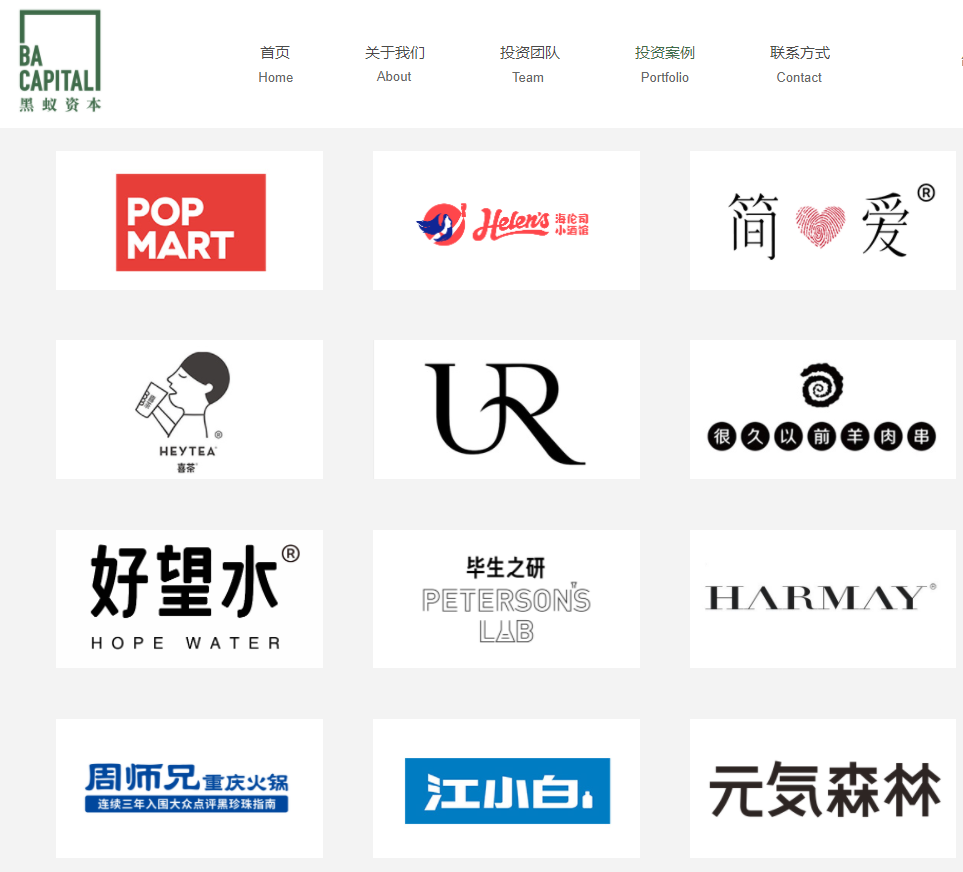 BA
CAPITAL
黑蚁资本
首页
Home
关于我们
About
投资团队
Team
投资案例
Portfolio
联系方式
Contact
POP
MART
Helen's
海伦司
小酒馆
简爱®
HEYTEA
喜茶
®
UR
很久以前羊肉串
好望水®
HOPE WATER
毕生之研
PETERSON'S
LAB
HARMAY®
周师兄重庆火锅
连续三年入围大众点评黑珍珠指南
江小白
元気森林